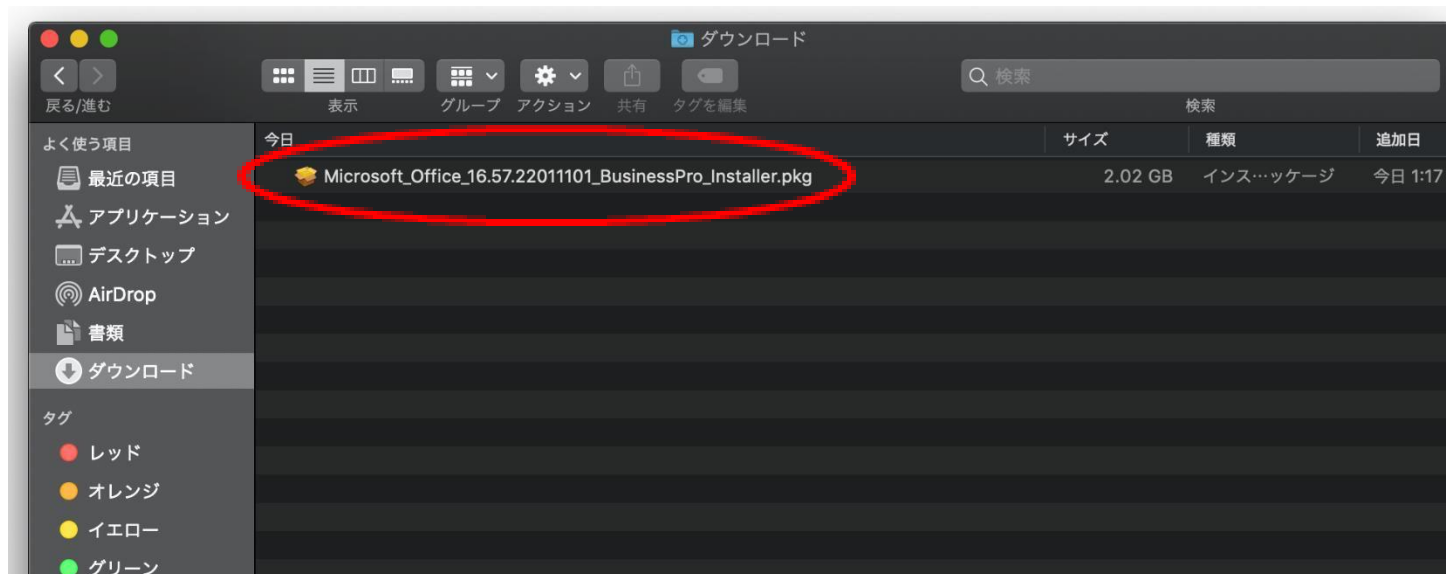 ダウンロード
検索
戻る/進む 表示 グループ アクション 共有 タグを編集 検索
よく使う項目
最近の項目
アプリケーション
デスクトップ
AirDrop
書類
ダウンロード
タグ
レッド
オレンジ
イエロー
グリーン
今日 サイズ 種類 追加日
Microsoft_Office_16.57.22011101_BusinessPro_Installer.pkg 2.02 GB インス…ッケージ 今日 1:17